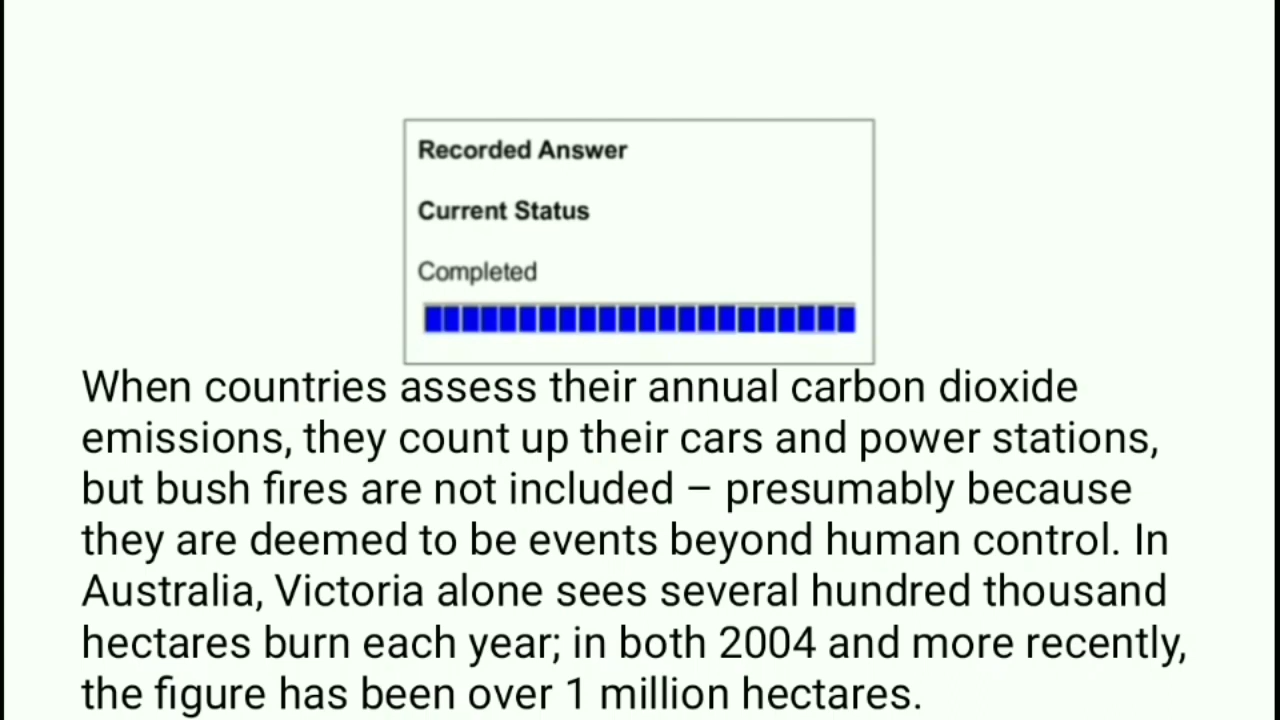 Recorded Answer
Current Status
Completed
When countries assess their annual carbon dioxide
emissions, they count up their cars and power stations,
but bush fires are not included – presumably because
they are deemed to be events beyond human control. In
Australia, Victoria alone sees several hundred thousand
hectares burn each year; in both 2004 and more recently,
the figure has been over 1 million hectares.